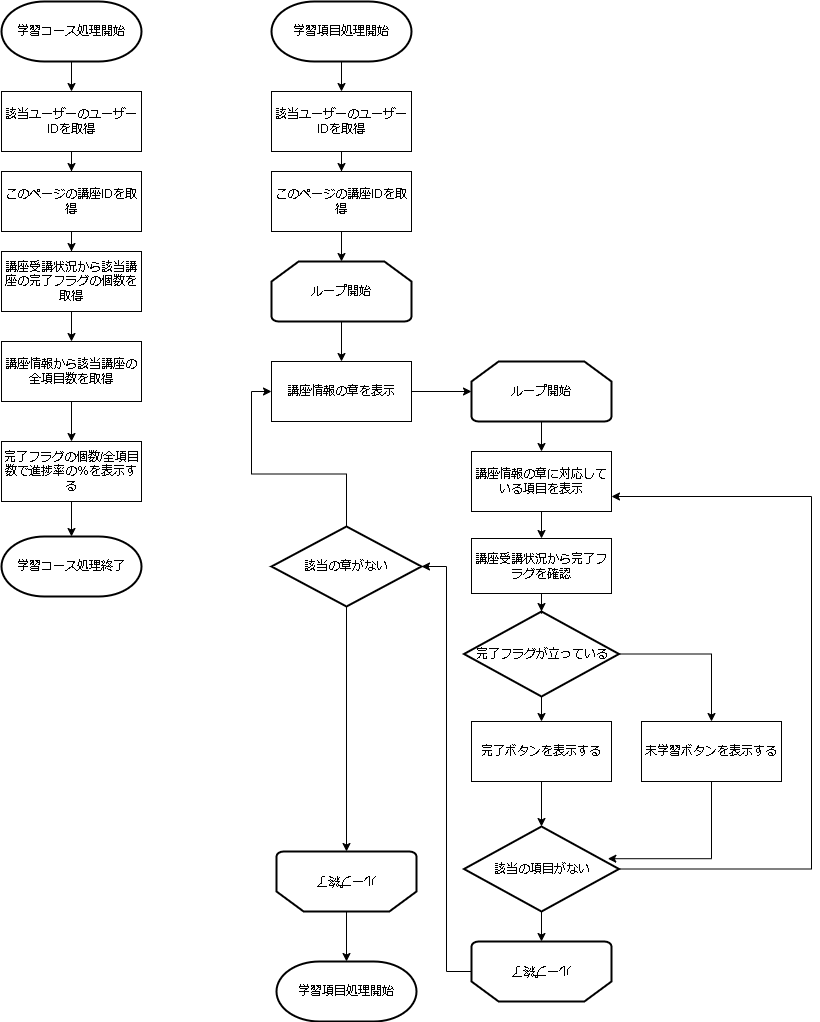 学習コース処理開始
該当ユーザーのユーザー
IDを取得
このページの講座IDを取
得
講座受講状況から該当講
座の完了フラグの個数を
取得
講座情報から該当講座の
全項目数を取得
完了フラグの個数/全項目
数で進捗率の%を表示す
る
学習コース処理終了
学習項目処理開始
該当ユーザーのユーザー
IDを取得
このページの講座IDを取
得
ループ開始
講座情報の章を表示
ループ開始
講座情報の章に対応して
いる項目を表示
講座受講状況から完了フ
ラグを確認
完了フラグが立っている
完了ボタンを表示する
未学習ボタンを表示する
該当の項目がない
ループ終了
該当の章がない
ループ終了
学習項目処理開始